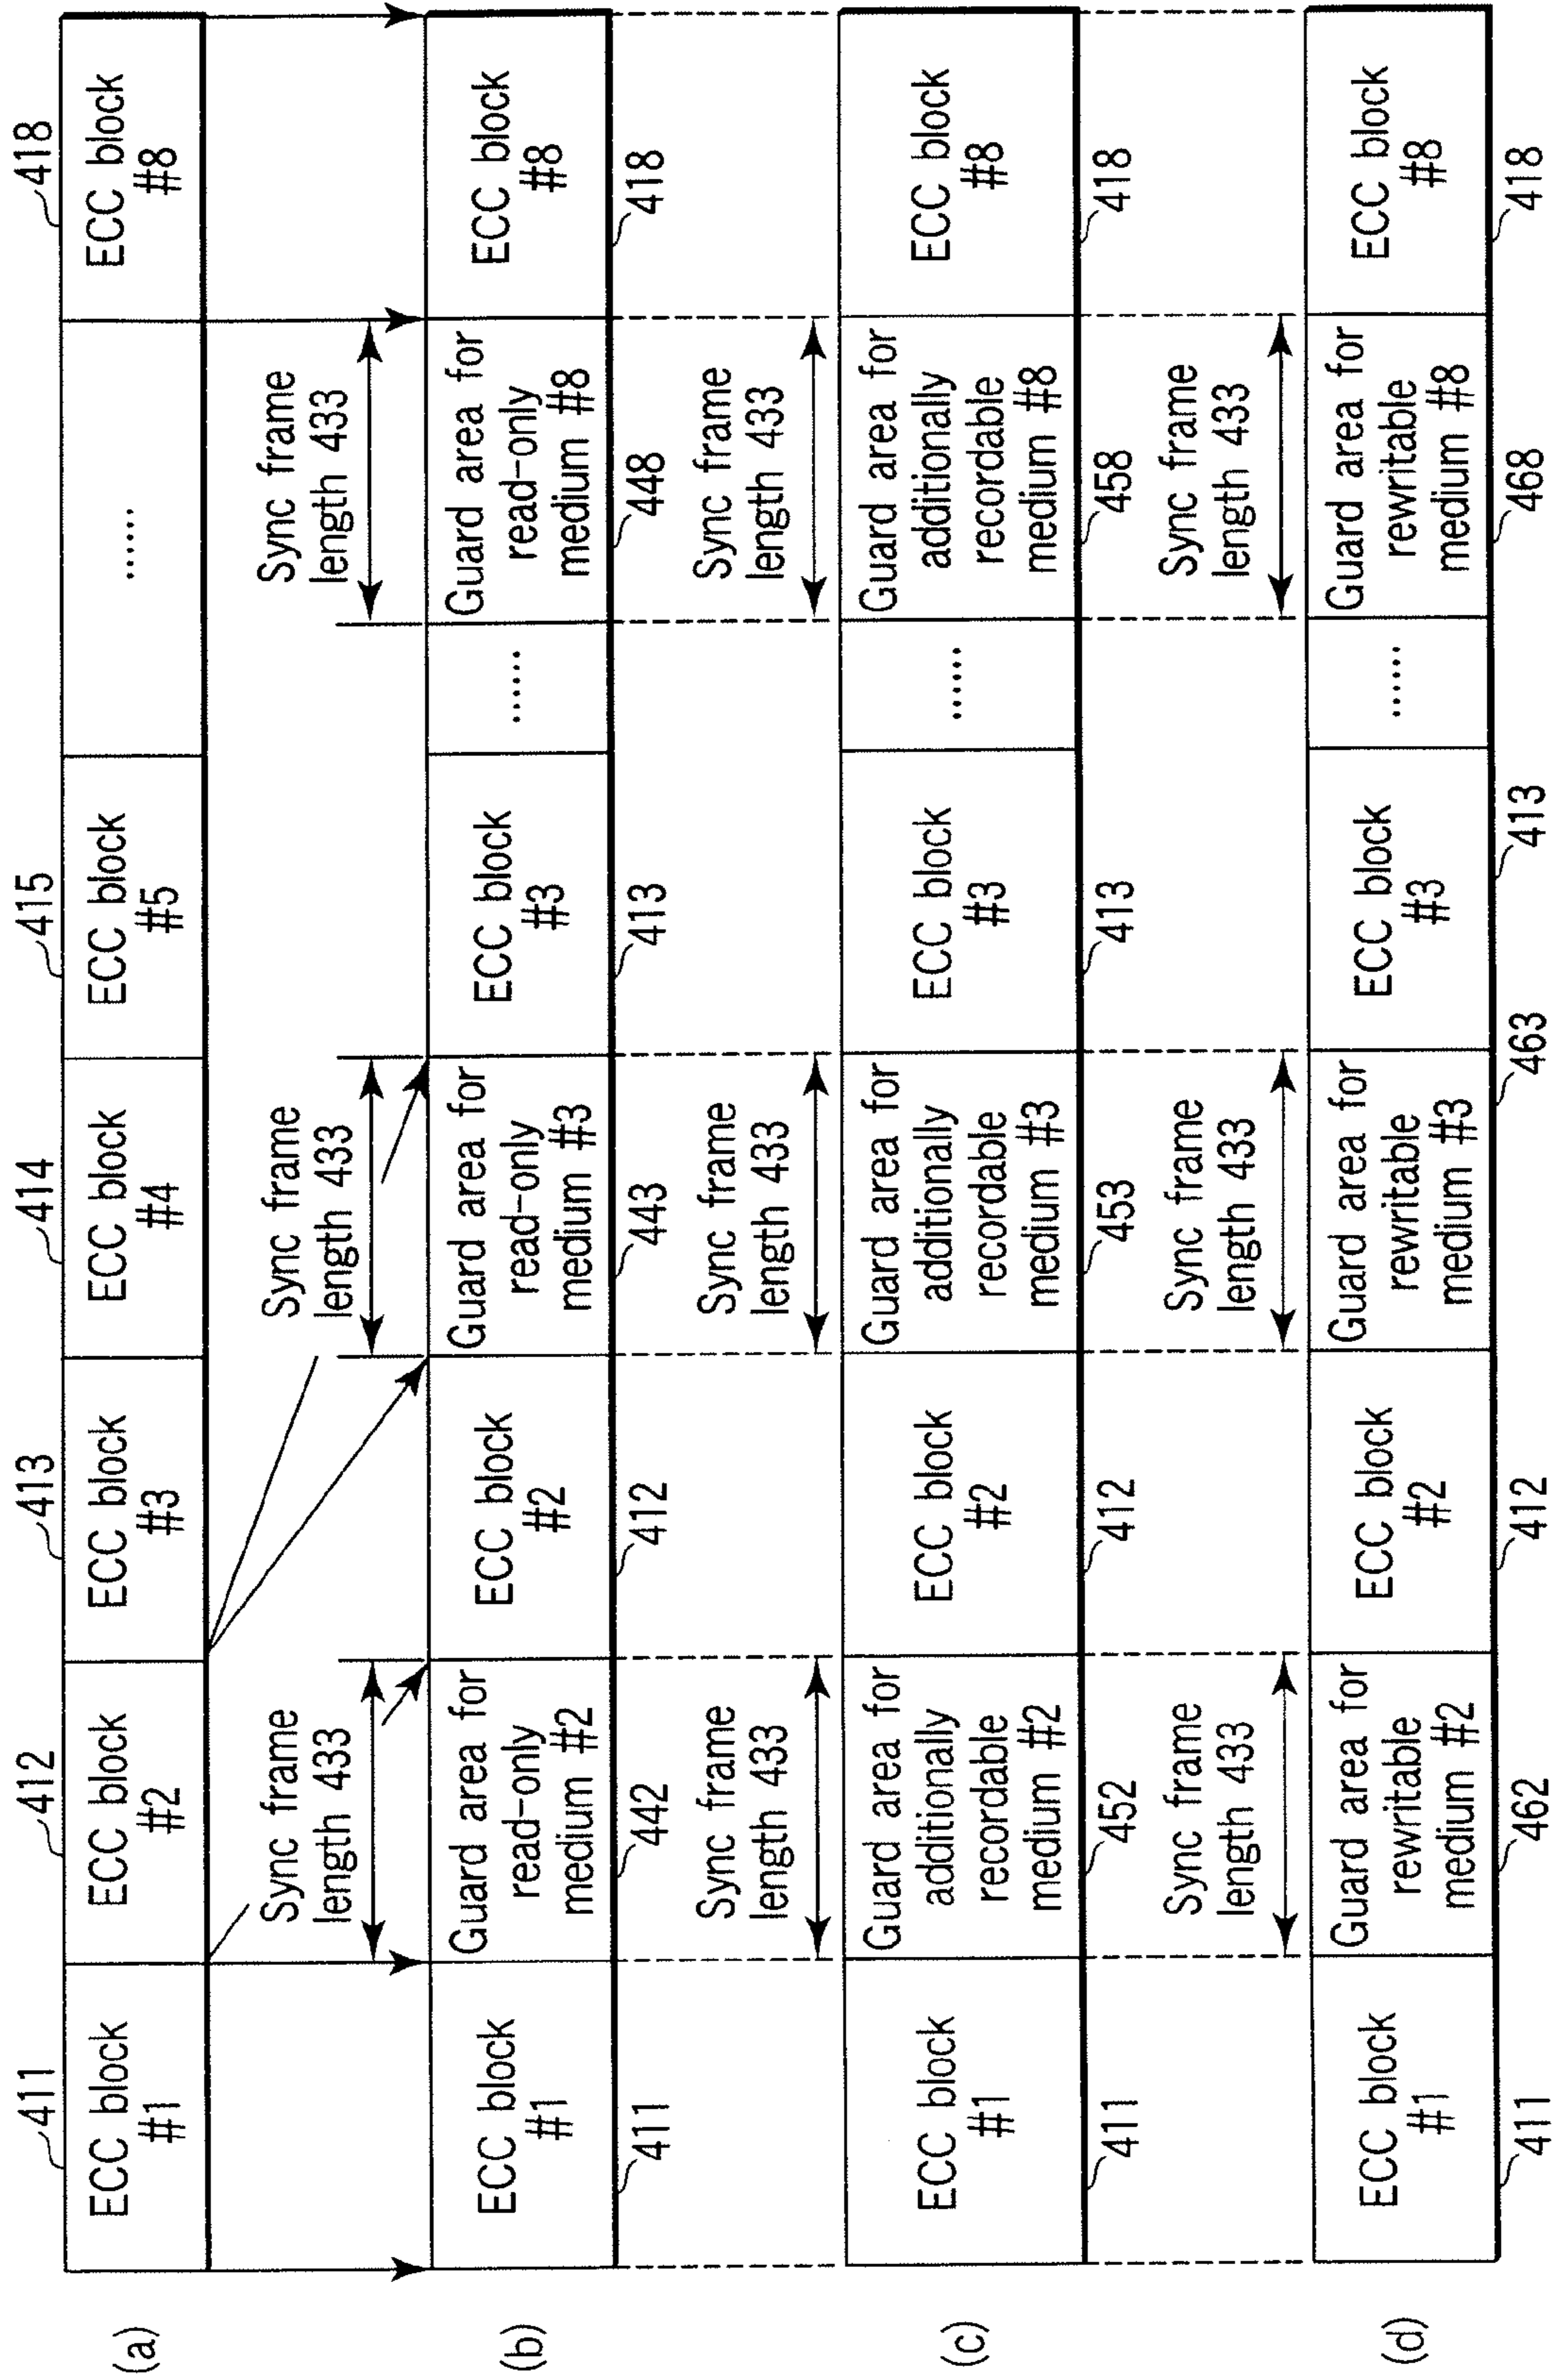 (a)
411
412
413
414
415
418
ECC block
#1
ECC block
#2
ECC block
#3
ECC block
#4
ECC block
#5
......
ECC block
#8
Sync frame
length 433
Sync frame
length 433
Sync frame
length 433
(b)
ECC block
#1
Guard area for
read-only
medium #2
ECC block
#2
Guard area for
read-only
medium #3
ECC block
#3
......
Guard area for
read-only
medium #8
ECC block
#8
411
442
412
443
413
448
418
Sync frame
length 433
Sync frame
length 433
Sync frame
length 433
(c)
ECC block
#1
Guard area for
additionally
recordable
medium #2
ECC block
#2
Guard area for
additionally
recordable
medium #3
ECC block
#3
.......
Guard area for
additionally
recordable
medium #8
ECC block
#8
411
452
412
453
413
458
418
Sync frame
length 433
Sync frame
length 433
Sync frame
length 433
(d)
ECC block
#1
Guard area for
rewritable
medium #2
ECC block
#2
Guard area for
rewritable
medium #3
ECC block
#3
......
Guard area for
rewritable
medium #8
ECC block
#8
411
462
412
463
413
468
418